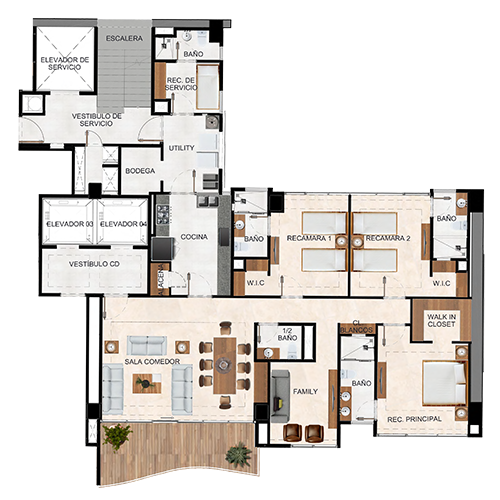 ESCALERA
BAÑO
ELEVADOR DE
SERVICIO
REC. DE
SERVICIO
VESTIBULO DE
SERVICIO
UTILITY
BODEGA
ELEVADOR 03
ELEVADOR 04
COCINA
BAÑO
RECAMARA 1
RECAMARA 2
BAÑO
VESTÍBULO CD
ALACENA
W.I.C
W.I.C
WALK IN
CLOSET
CL
BLANCOS
1/2
BAÑO
SALA COMEDOR
FAMILY
BAÑO
REC. PRINCIPAL